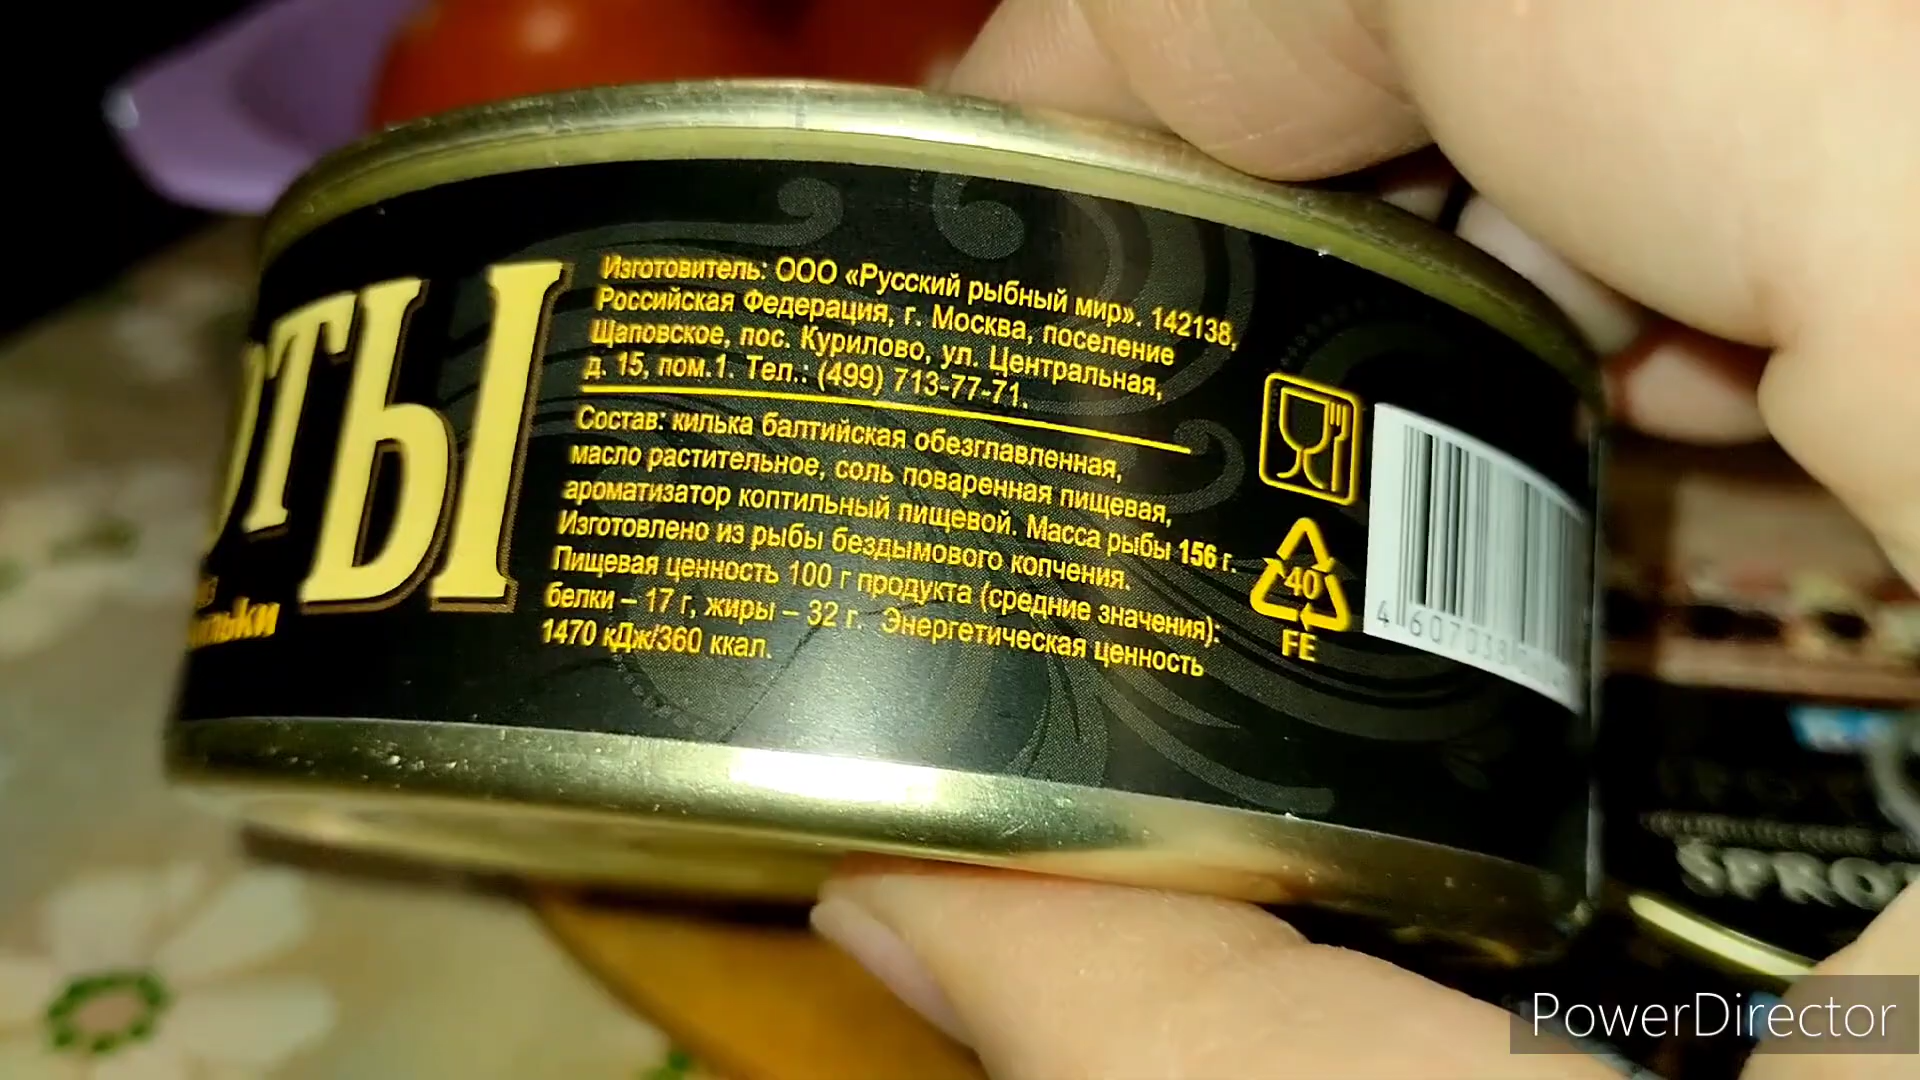 ТЫ
Изготовитель: ООО «Русский рыбный мир». 142138,
Российская Федерация, г. Москва, поселение
Щаповское, пос. Курилово, ул. Центральная,
д. 15, пом.1. Тел.: (499) 713-77-71.
Состав: килька балтийская обезглавленная,
масло растительное, соль поваренная пищевая,
ароматизатор коптильный пищевой. Масса рыбы 156 г.
Изготовлено из рыбы бездымового копчения.
Пищевая ценность 100 г продукта (средние значения):
белки – 17 г, жиры – 32 г. Энергетическая ценность
1470 кДж/360 ккал.
40
FE
4 607038
PowerDirector